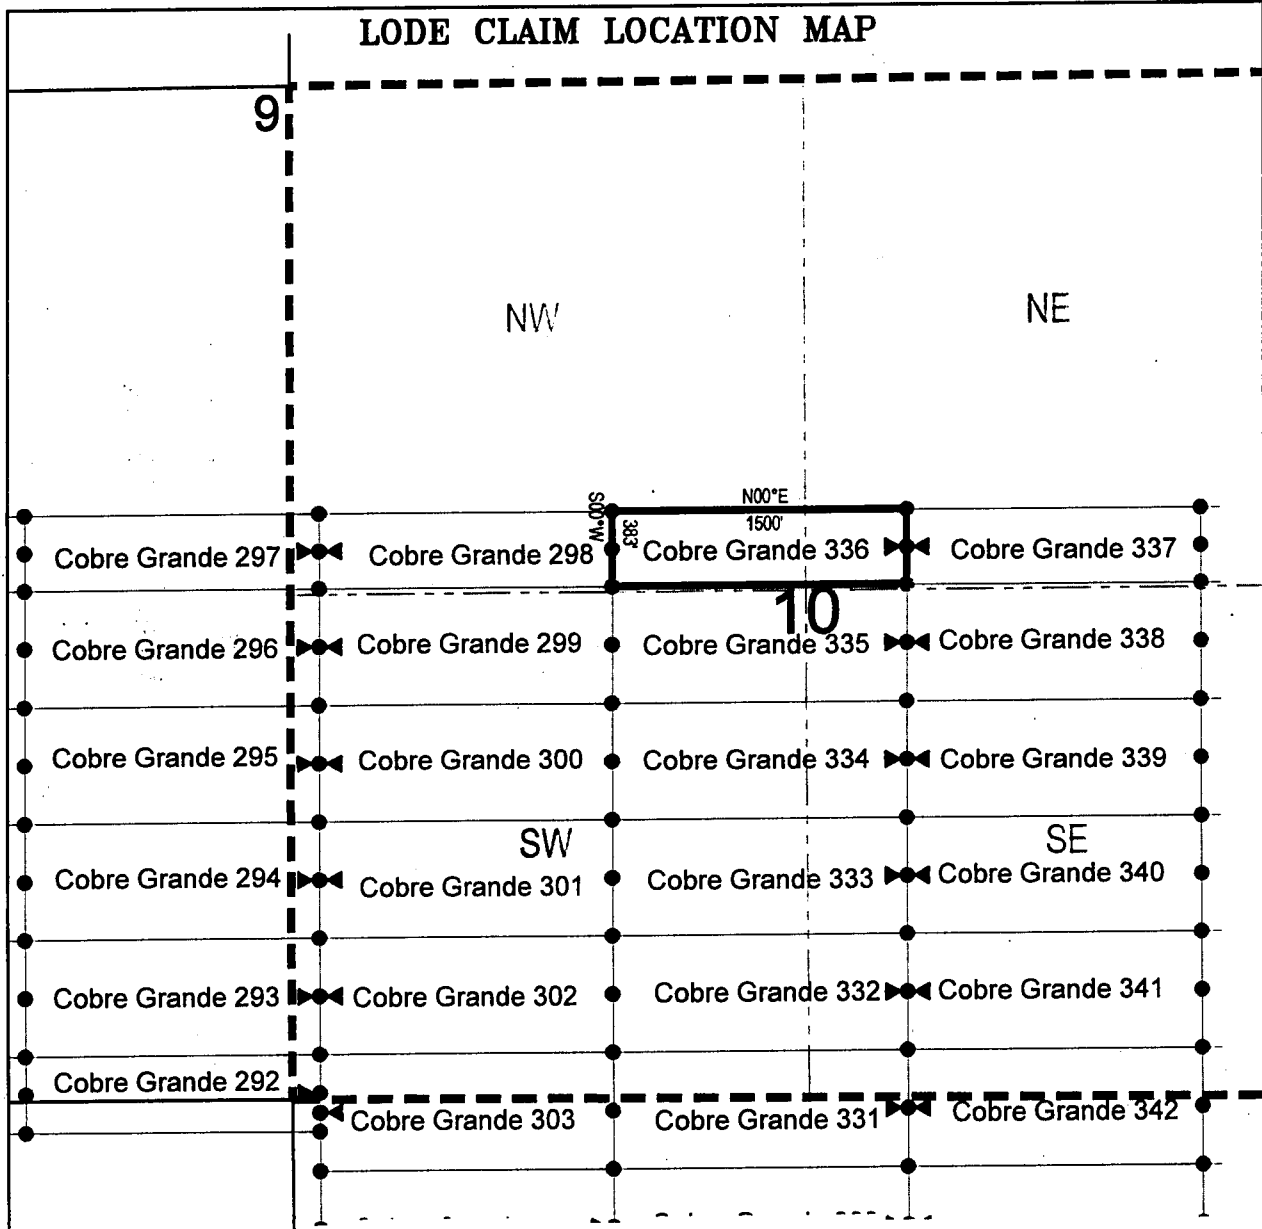 LODE CLAIM LOCATION MAP
9
NW
NE
N00°E
1500'
S00°W
383'
Cobre Grande 297
Cobre Grande 298
Cobre Grande 336
Cobre Grande 337
10
Cobre Grande 296
Cobre Grande 299
Cobre Grande 335
Cobre Grande 338
Cobre Grande 295
Cobre Grande 300
Cobre Grande 334
Cobre Grande 339
SW
SE
Cobre Grande 294
Cobre Grande 301
Cobre Grande 333
Cobre Grande 340
Cobre Grande 293
Cobre Grande 302
Cobre Grande 332
Cobre Grande 341
Cobre Grande 292
Cobre Grande 303
Cobre Grande 331
Cobre Grande 342